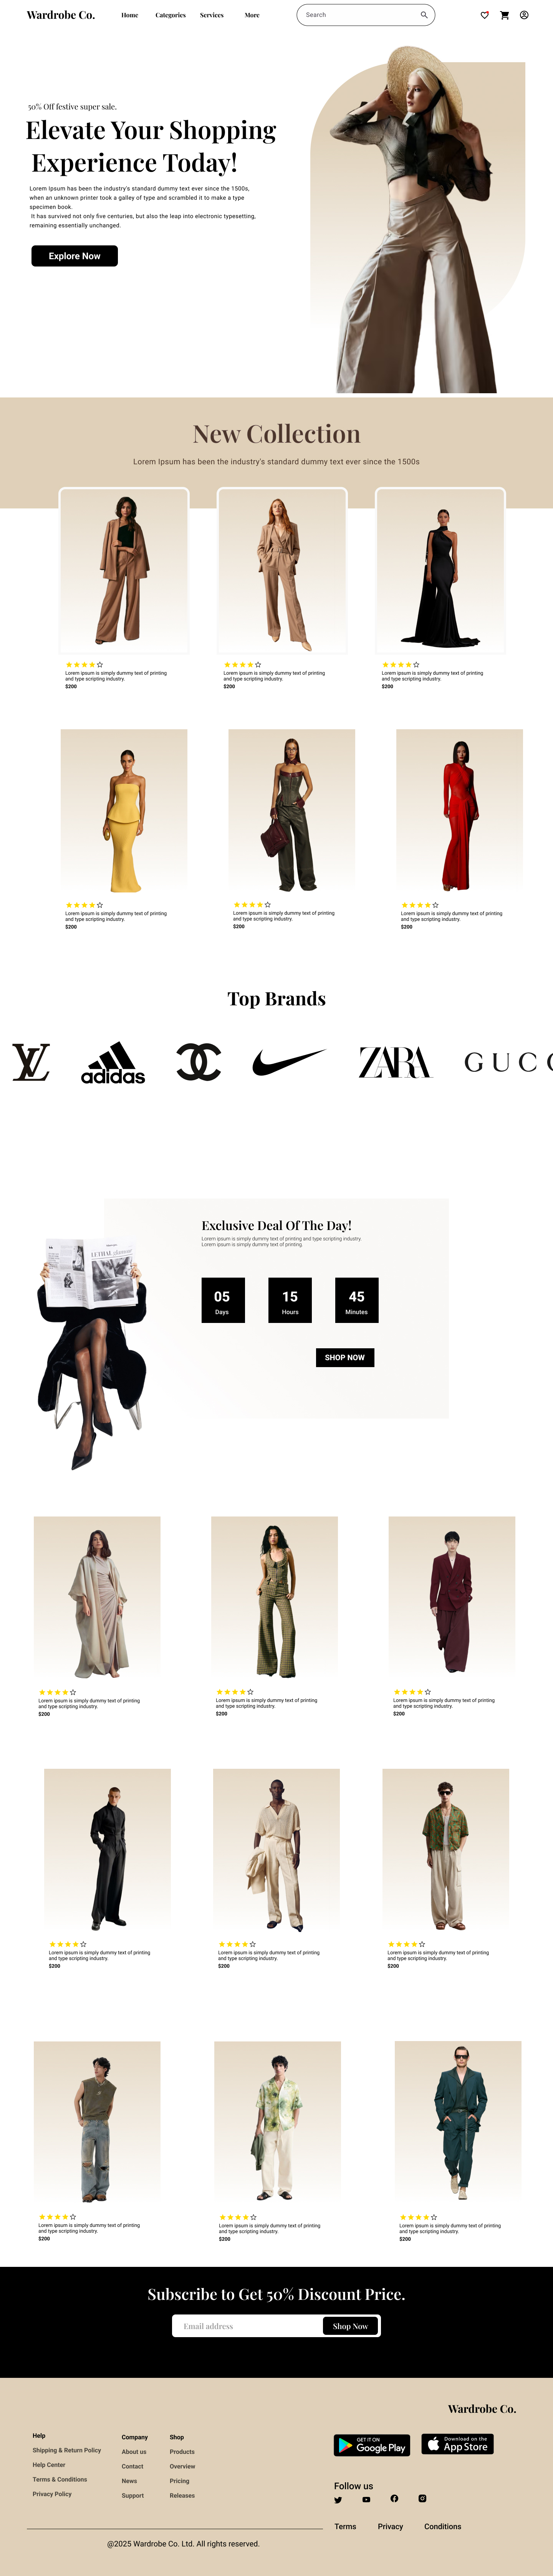 Wardrobe Co.
Home Categories Services More
Search
50% Off festive super sale.
Elevate Your Shopping
Experience Today!
Lorem Ipsum has been the industry's standard dummy text ever since the 1500s,
when an unknown printer took a galley of type and scrambled it to make a type
specimen book.
It has survived not only five centuries, but also the leap into electronic typesetting,
remaining essentially unchanged.
Explore Now
New Collection
Lorem Ipsum has been the industry's standard dummy text ever since the 1500s
Lorem ipsum is simply dummy text of printing
and type scripting industry.
$200
Lorem ipsum is simply dummy text of printing
and type scripting industry.
$200
Lorem ipsum is simply dummy text of printing
and type scripting industry.
$200
Lorem ipsum is simply dummy text of printing
and type scripting industry.
$200
Lorem ipsum is simply dummy text of printing
and type scripting industry.
$200
Lorem ipsum is simply dummy text of printing
and type scripting industry.
$200
Top Brands
LV
adidas
ZARA
GUCC
Exclusive Deal Of The Day!
Lorem ipsum is simply dummy text of printing and type scripting industry.
Lorem ipsum is simply dummy text of printing
LETHAL glamour
05
Days
15
Hours
45
Minutes
SHOP NOW
Lorem ipsum is simply dummy text of printing
and type scripting industry.
$200
Lorem ipsum is simply dummy text of printing
and type scripting industry.
$200
Lorem ipsum is simply dummy text of printing
and type scripting industry.
$200
Lorem ipsum is simply dummy text of printing
and type scripting industry.
$200
Lorem ipsum is simply dummy text of printing
and type scripting industry.
$200
Lorem ipsum is simply dummy text of printing
and type scripting industry.
$200
Lorem ipsum is simply dummy text of printing
and type scripting industry.
$200
Lorem ipsum is simply dummy text of printing
and type scripting industry.
$200
Lorem ipsum is simply dummy text of printing
and type scripting industry.
$200
Subscribe to Get 50% Discount Price.
Email address
Shop Now
Wardrobe Co.
Help
Shipping & Return Policy
Help Center
Terms & Conditions
Privacy Policy
Company
About us
Contact
News
Support
Shop
Products
Overview
Pricing
Releases
GET IT ON
Google Play
Download on the
App Store
Follow us
Terms Privacy Conditions
@2025 Wardrobe Co. Ltd. All rights reserved.